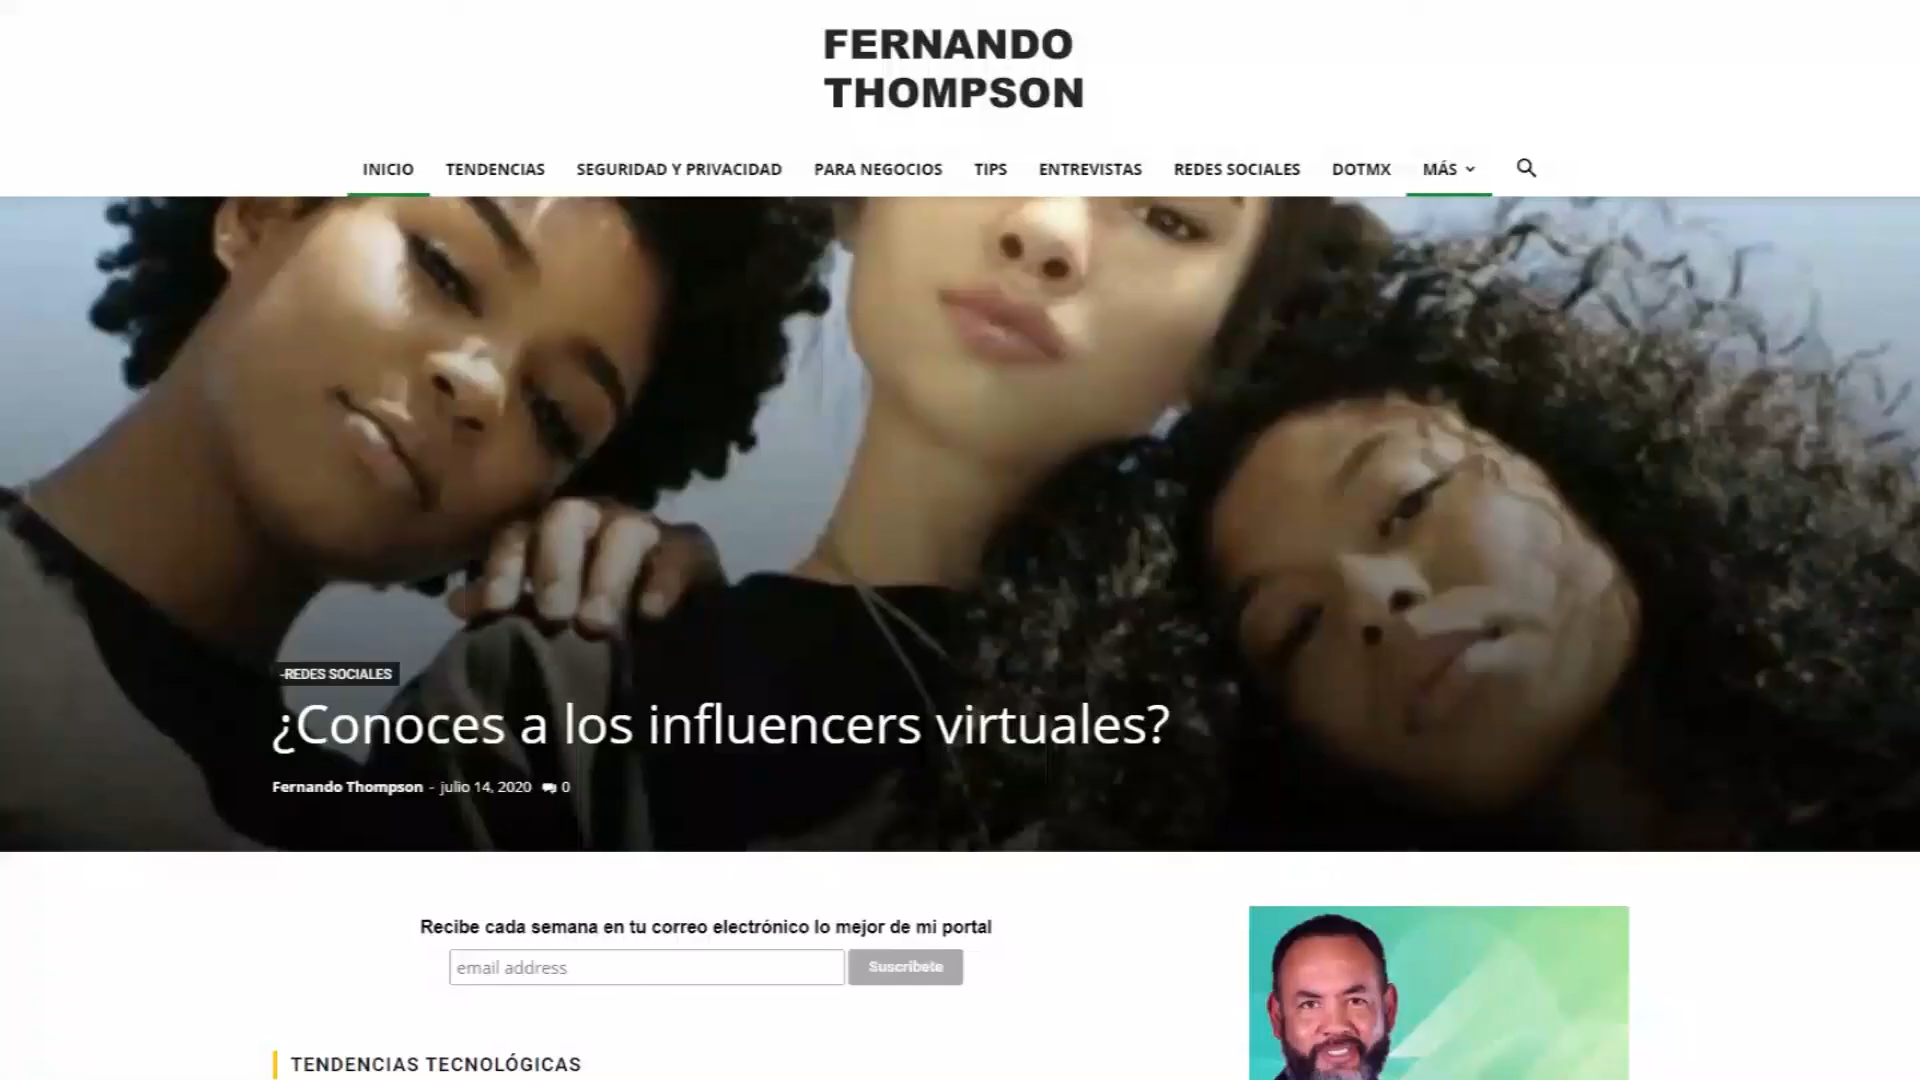 FERNANDO
THOMPSON
INICIO TENDENCIAS SEGURIDAD Y PRIVACIDAD PARA NEGOCIOS TIPS ENTREVISTAS REDES SOCIALES DOTMX MÁS
-REDES SOCIALES
¿Conoces a los influencers virtuales?
Fernando Thompson - julio 14, 2020 0
Recibe cada semana en tu correo electrónico lo mejor de mi portal
email address Suscribete
TENDENCIAS TECNOLÓGICAS